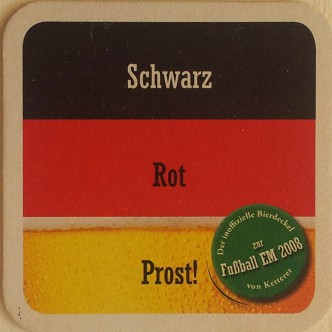 Schwarz
Rot
Prost!
Der inoffizielle Bierdeckel
zur
Fußball EM 2008
von Ketterer